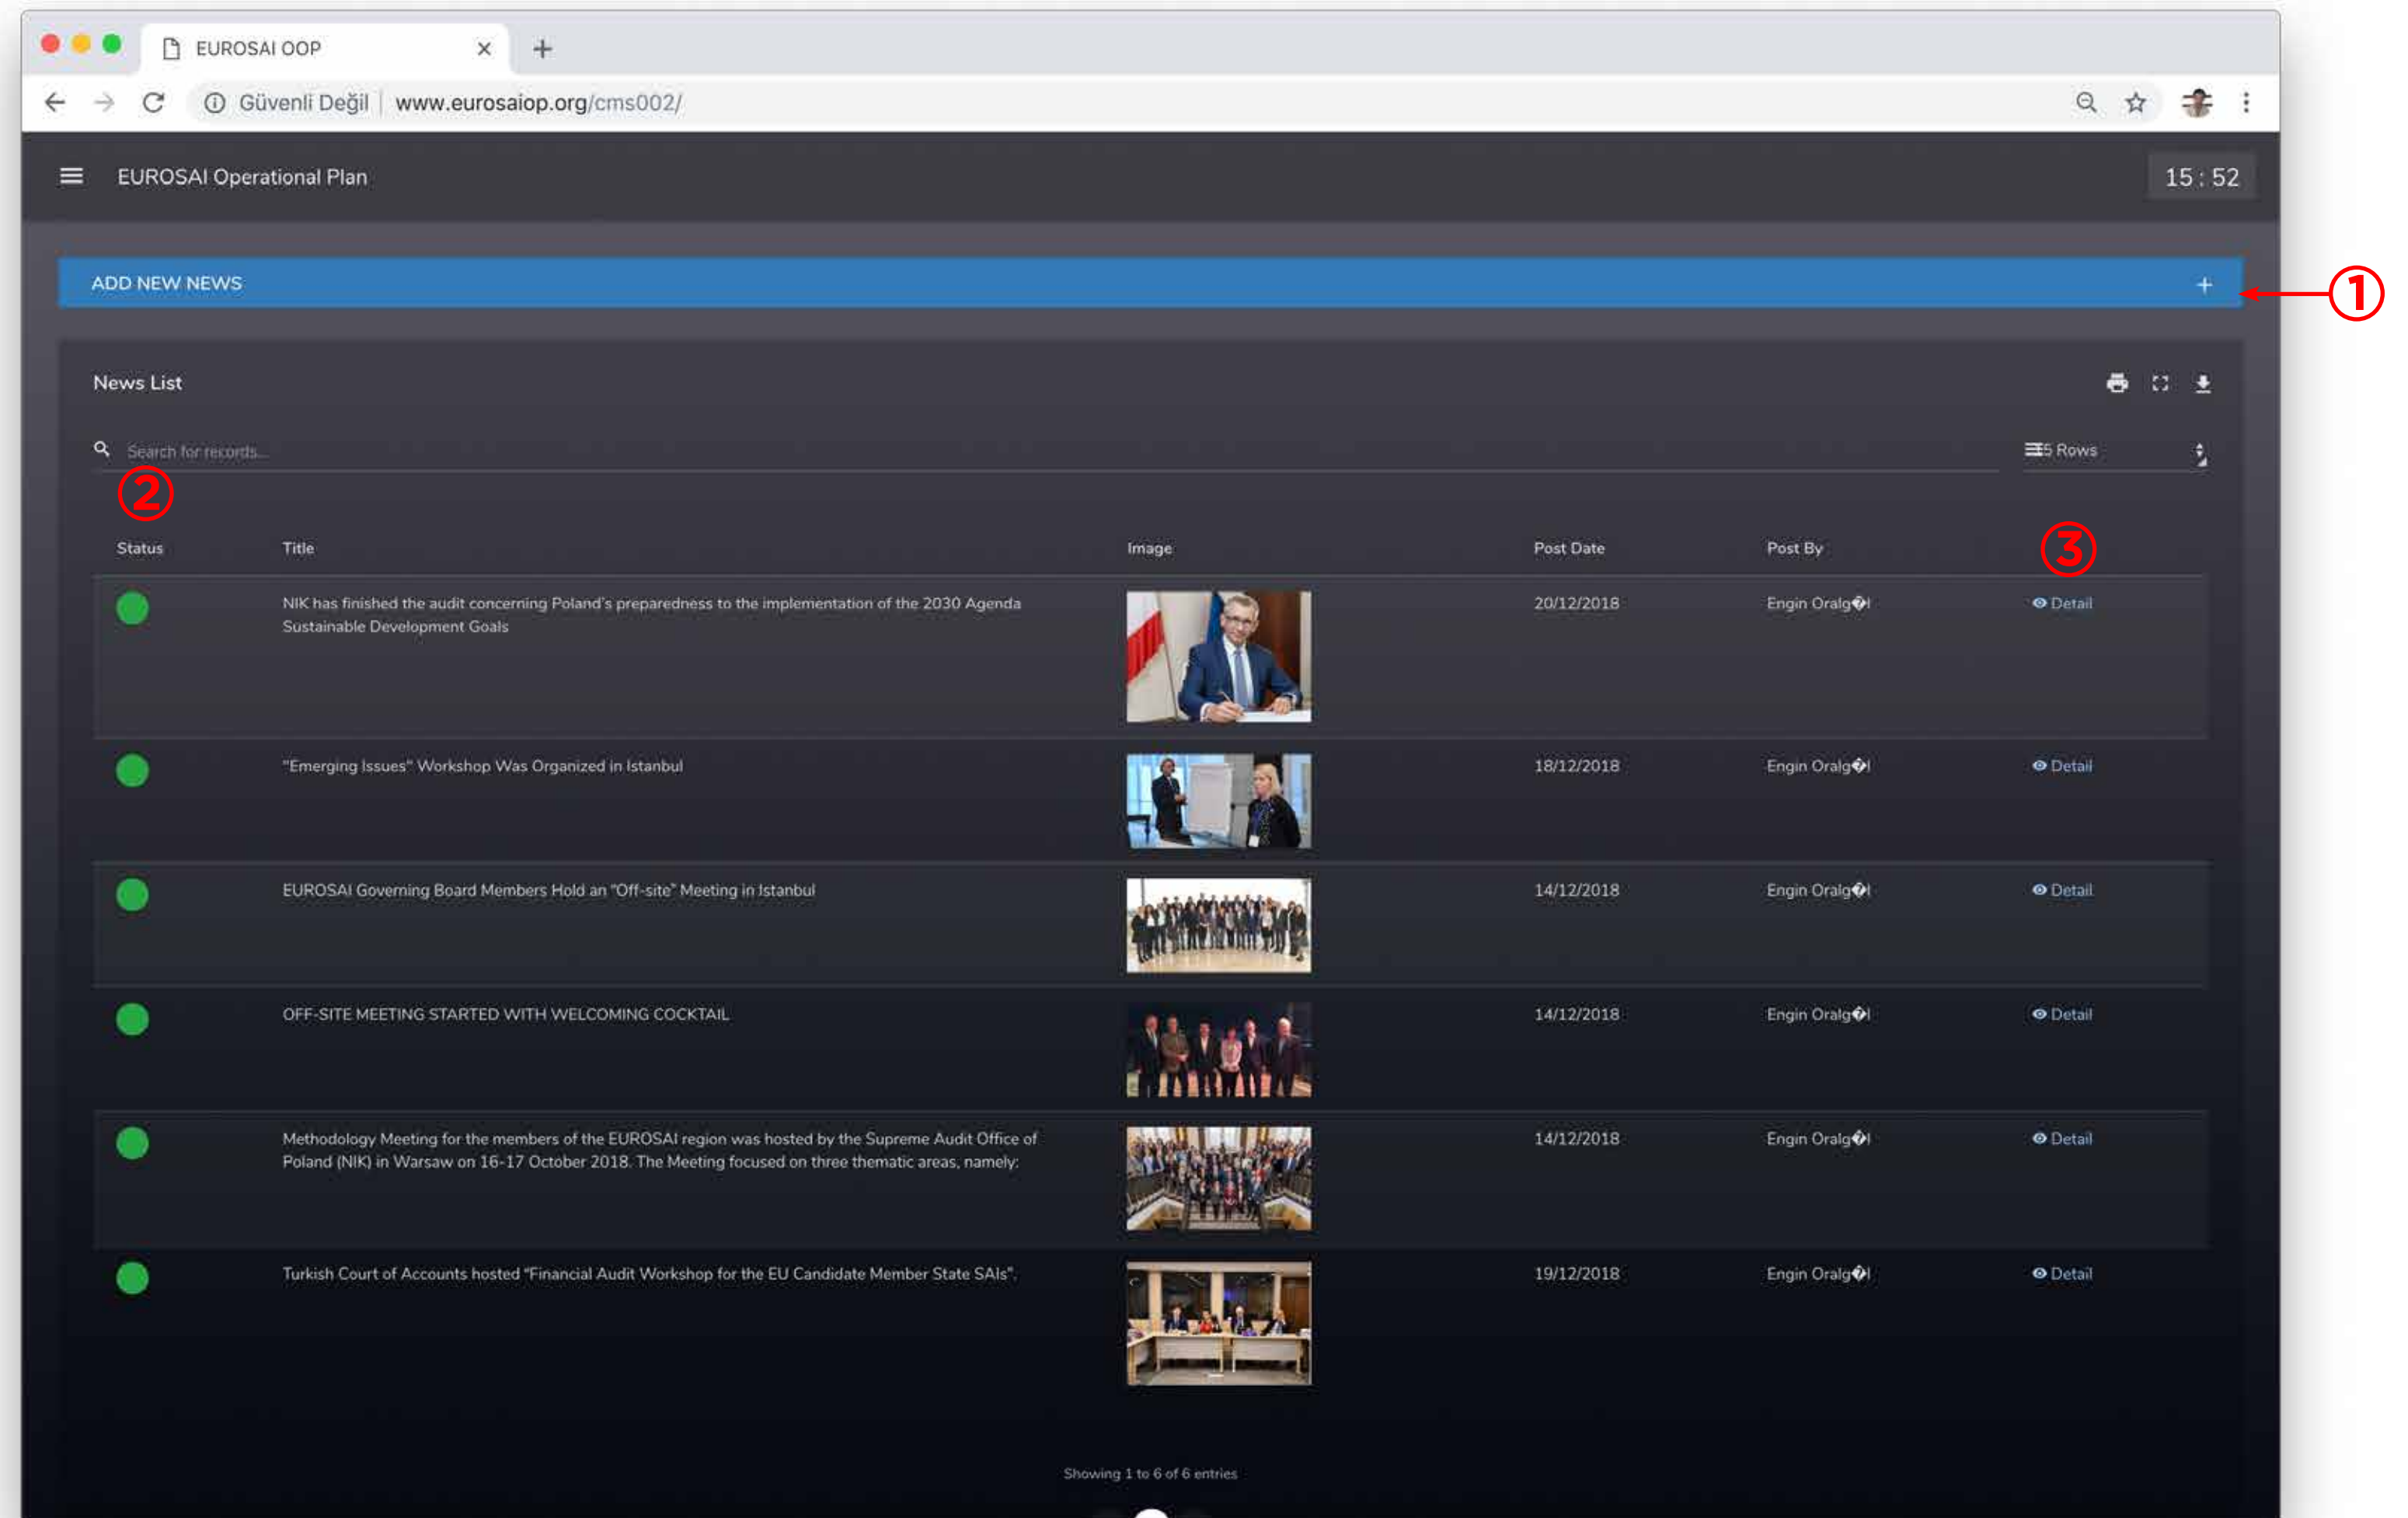 EUROSAI OOP
Güvenli Değil | www.eurosaiop.org/cms002/
EUROSAI Operational Plan
15 : 52
ADD NEW NEWS
+
①
News List
Search for records...
5 Rows
②
③
Status Title Image Post Date Post By
NIK has finished the audit concerning Poland's preparedness to the implementation of the 2030 Agenda 20/12/2018 Engin Oralg�l Detail
Sustainable Development Goals
"Emerging Issues" Workshop Was Organized in Istanbul 18/12/2018 Engin Oralg�l Detail
EUROSAI Governing Board Members Hold an "Off-site" Meeting in Istanbul 14/12/2018 Engin Oralg�l Detail
OFF-SITE MEETING STARTED WITH WELCOMING COCKTAIL 14/12/2018 Engin Oralg�l Detail
Methodology Meeting for the members of the EUROSAI region was hosted by the Supreme Audit Office of 14/12/2018 Engin Oralg�l Detail
Poland (NIK) in Warsaw on 16-17 October 2018. The Meeting focused on three thematic areas, namely:
Turkish Court of Accounts hosted "Financial Audit Workshop for the EU Candidate Member State SAIs". 19/12/2018 Engin Oralg�l Detail
Showing 1 to 6 of 6 entries